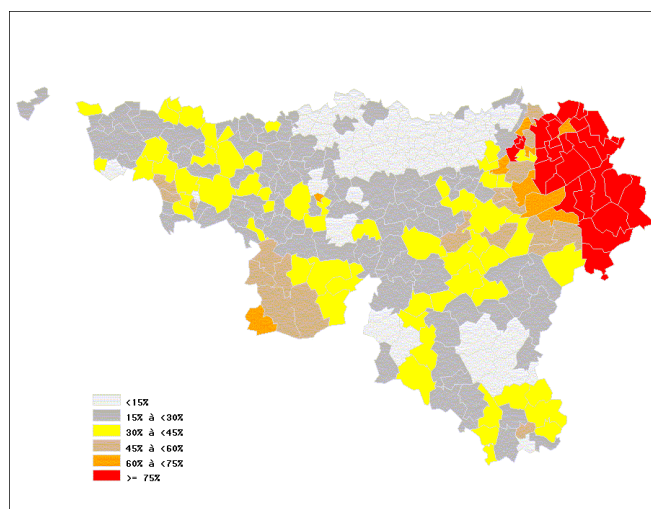 <15%
15% à <30%
30% à <45%
45% à <60%
60% à <75%
>= 75%